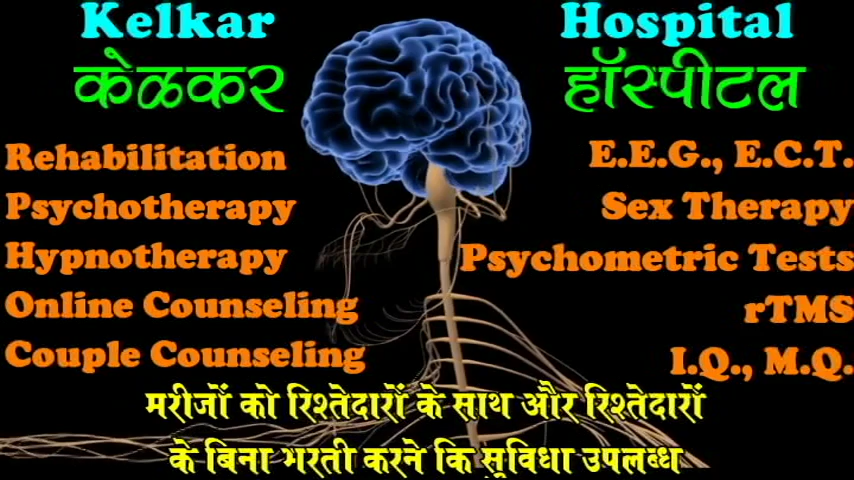 Kelkar Hospital
केळकर हॉस्पीटल
Rehabilitation
Psychotherapy
Hypnotherapy
Online Counseling
Couple Counseling
E.E.G., E.C.T.
Sex Therapy
Psychometric Tests
rTMS
I.Q., M.Q.
मरीजों को रिश्तेदारों के साथ और रिश्तेदारों
के बिना भरती करने कि सुविधा उपलब्ध